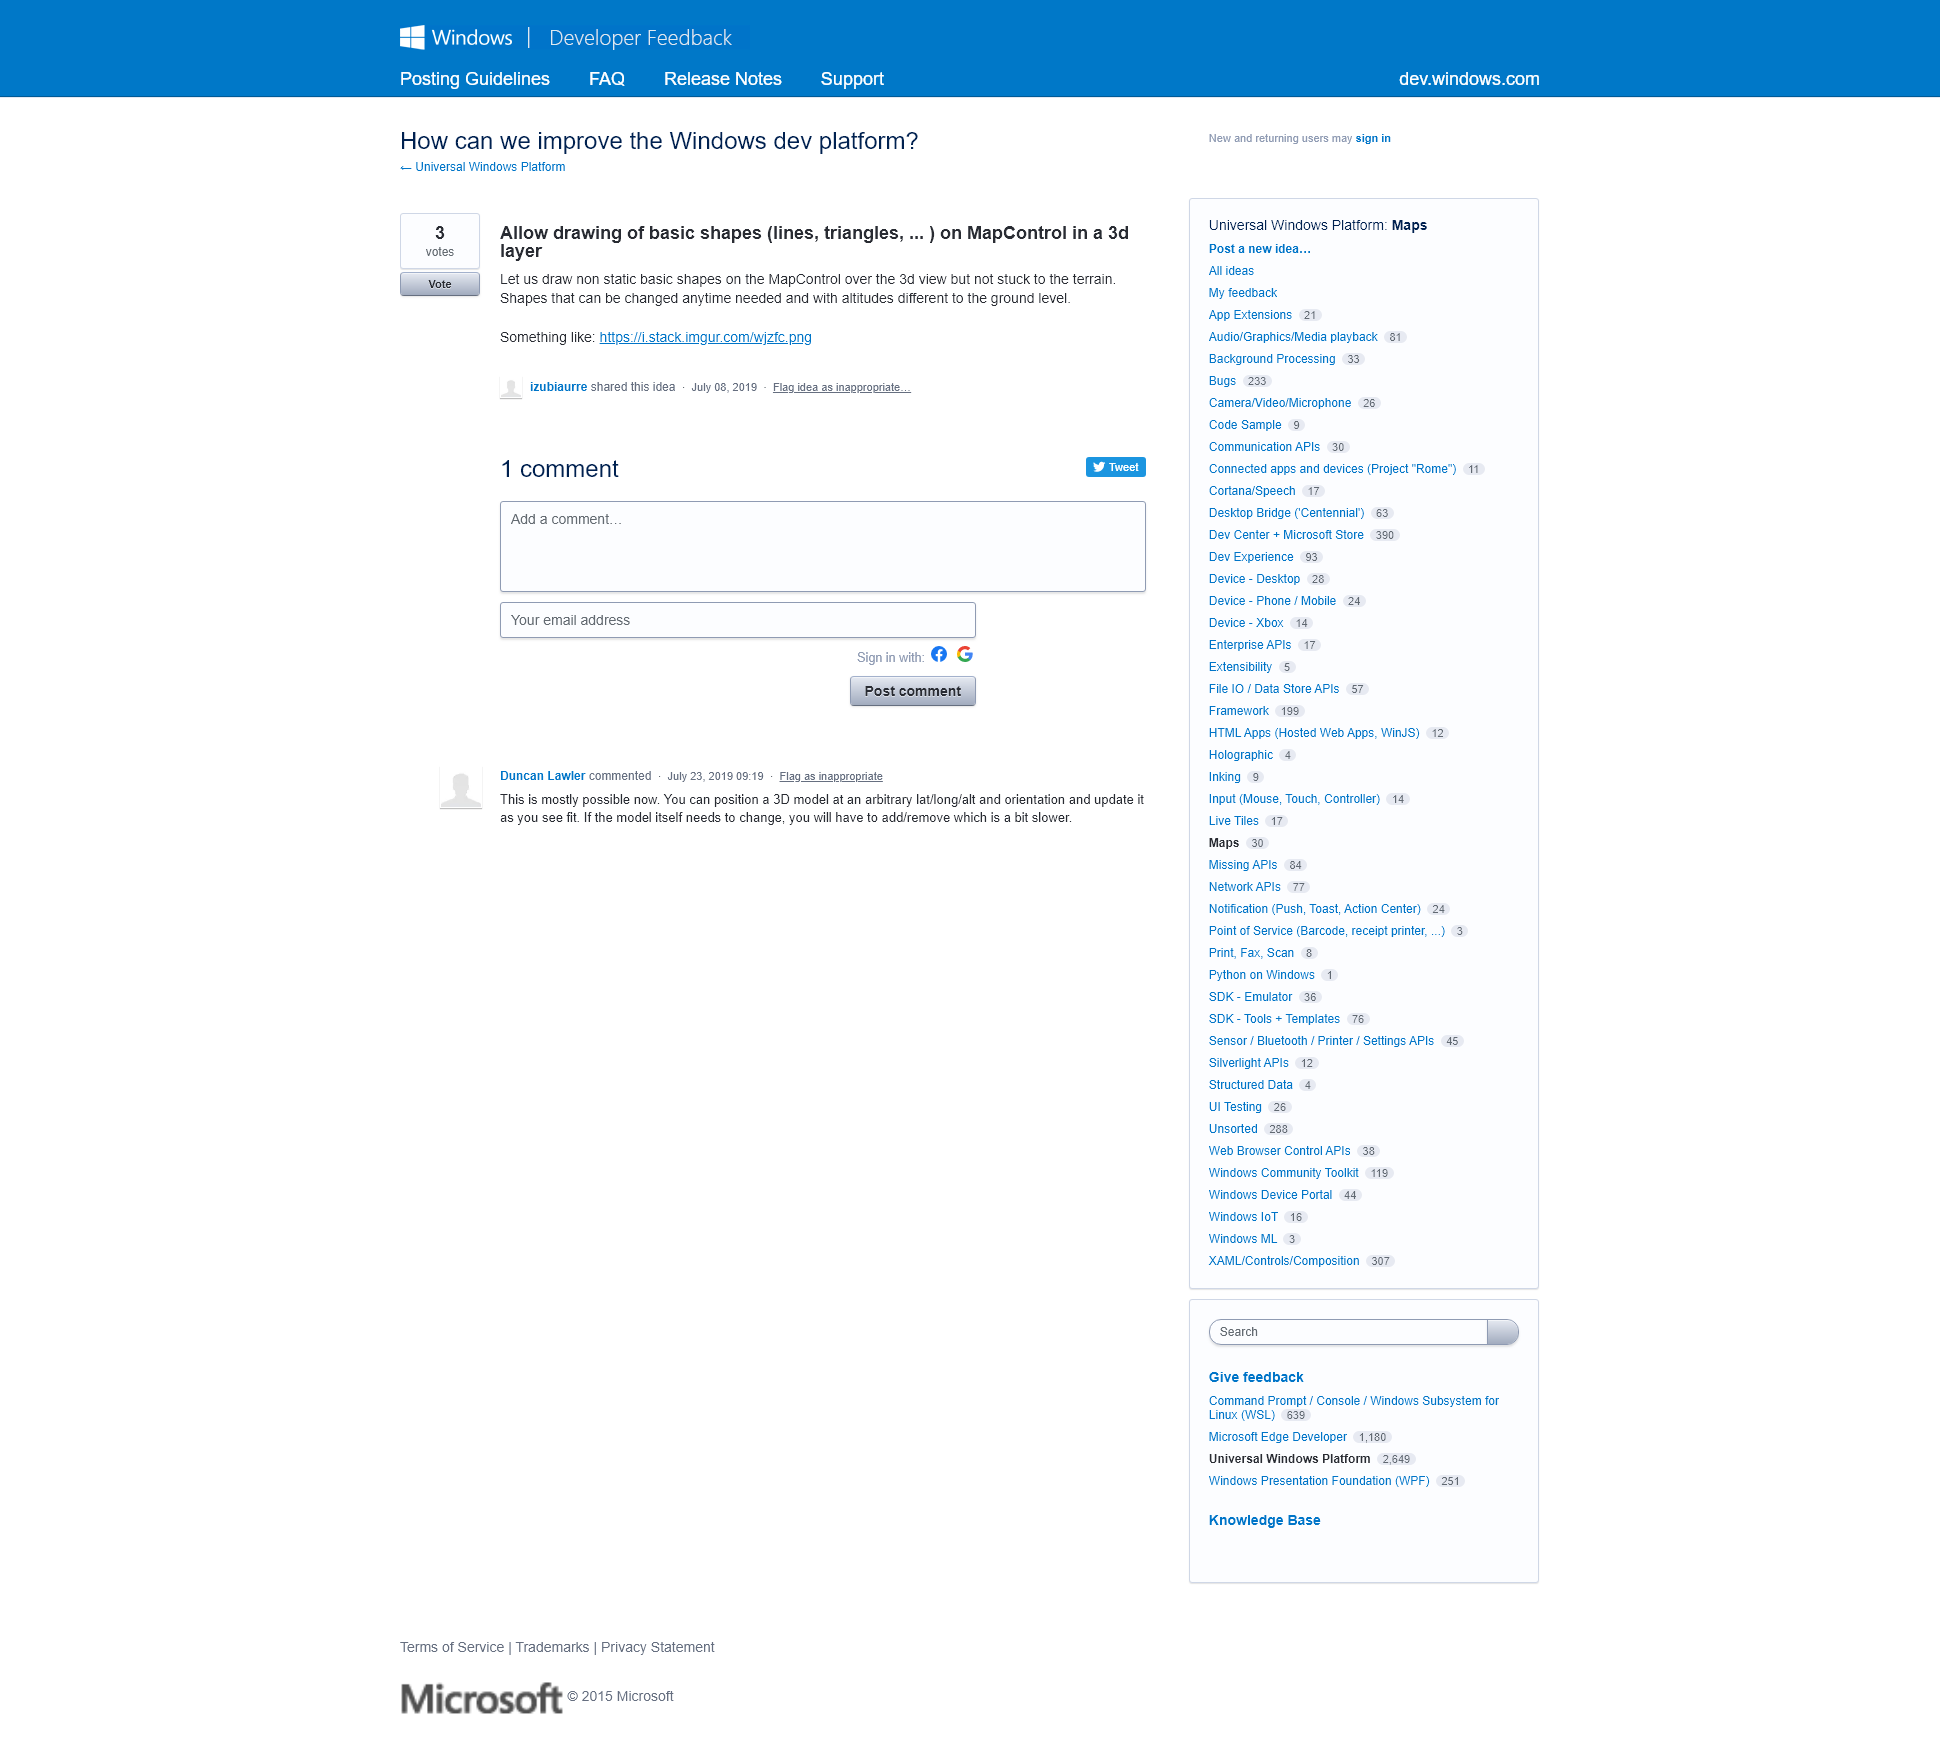 Windows | Developer Feedback
Posting Guidelines FAQ Release Notes Support dev.windows.com
How can we improve the Windows dev platform?
← Universal Windows Platform
New and returning users may sign in
3
votes
Vote
Allow drawing of basic shapes (lines, triangles, ... ) on MapControl in a 3d
layer
Let us draw non static basic shapes on the MapControl over the 3d view but not stuck to the terrain.
Shapes that can be changed anytime needed and with altitudes different to the ground level.
Something like: https://i.stack.imgur.com/wjzfc.png
izubiaurre shared this idea · July 08, 2019 · Flag idea as inappropriate…
1 comment
Tweet
Add a comment…
Your email address
Sign in with:
Post comment
Duncan Lawler commented · July 23, 2019 09:19 · Flag as inappropriate
This is mostly possible now. You can position a 3D model at an arbitrary lat/long/alt and orientation and update it
as you see fit. If the model itself needs to change, you will have to add/remove which is a bit slower.
Universal Windows Platform: Maps
Post a new idea…
All ideas
My feedback
App Extensions 21
Audio/Graphics/Media playback 81
Background Processing 33
Bugs 233
Camera/Video/Microphone 26
Code Sample 9
Communication APIs 30
Connected apps and devices (Project "Rome") 11
Cortana/Speech 17
Desktop Bridge ('Centennial') 63
Dev Center + Microsoft Store 390
Dev Experience 93
Device - Desktop 28
Device - Phone / Mobile 24
Device - Xbox 14
Enterprise APIs 17
Extensibility 5
File IO / Data Store APIs 57
Framework 199
HTML Apps (Hosted Web Apps, WinJS) 12
Holographic 4
Inking 9
Input (Mouse, Touch, Controller) 14
Live Tiles 17
Maps 30
Missing APIs 84
Network APIs 77
Notification (Push, Toast, Action Center) 24
Point of Service (Barcode, receipt printer, ...) 3
Print, Fax, Scan 8
Python on Windows 1
SDK - Emulator 36
SDK - Tools + Templates 76
Sensor / Bluetooth / Printer / Settings APIs 45
Silverlight APIs 12
Structured Data 4
UI Testing 26
Unsorted 288
Web Browser Control APIs 38
Windows Community Toolkit 119
Windows Device Portal 44
Windows IoT 16
Windows ML 3
XAML/Controls/Composition 307
Search
Give feedback
Command Prompt / Console / Windows Subsystem for
Linux (WSL) 639
Microsoft Edge Developer 1,180
Universal Windows Platform 2,649
Windows Presentation Foundation (WPF) 251
Knowledge Base
Terms of Service | Trademarks | Privacy Statement
Microsoft © 2015 Microsoft